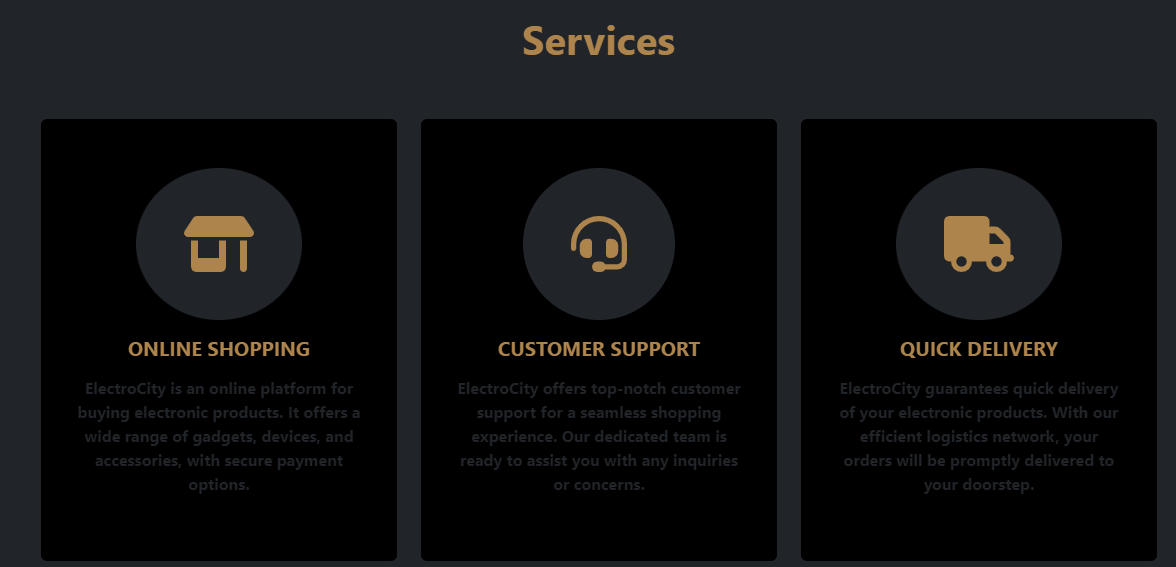 Services
ONLINE SHOPPING
ElectroCity is an online platform for
buying electronic products. It offers a
wide range of gadgets, devices, and
accessories, with secure payment
options.
CUSTOMER SUPPORT
ElectroCity offers top-notch customer
support for a seamless shopping
experience. Our dedicated team is
ready to assist you with any inquiries
or concerns.
QUICK DELIVERY
ElectroCity guarantees quick delivery
of your electronic products. With our
efficient logistics network, your
orders will be promptly delivered to
your doorstep.